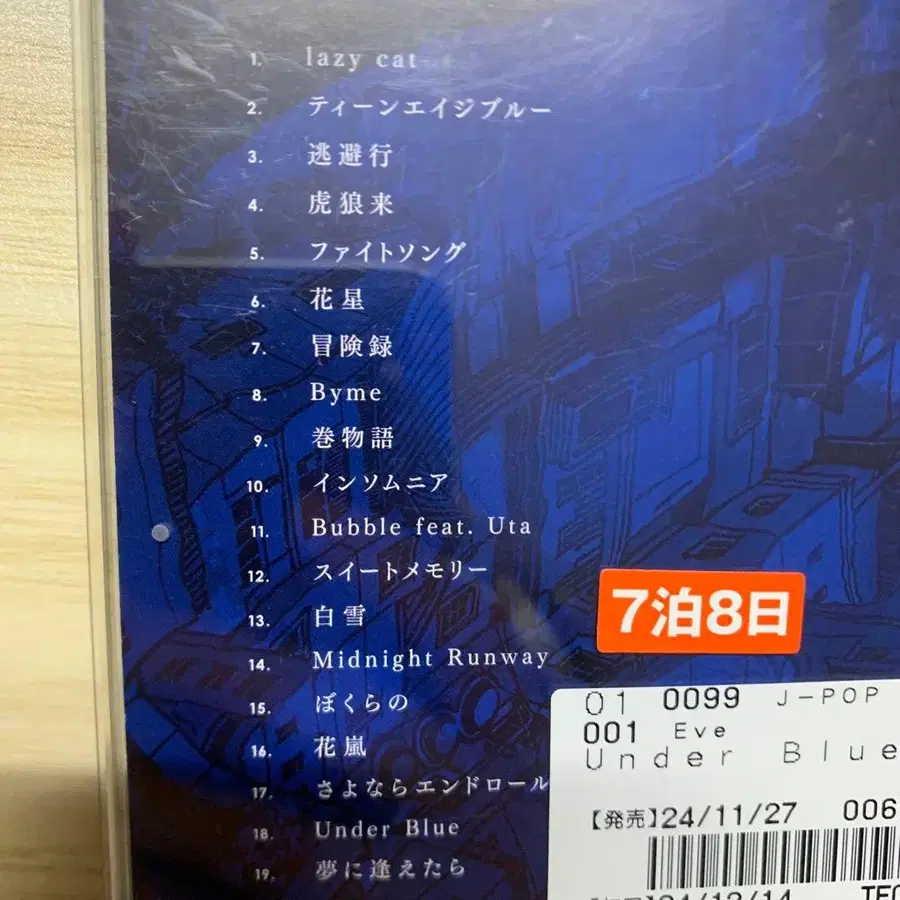 1. lazy cat
2. ティーンエイジブルー
3. 逃避行
4. 虎狼来
5. ファイトソング
6. 花星
7. 冒険録
8. Byme
9. 巻物語
10. インソムニア
11. Bubble feat. Uta
12. スイートメモリー
13. 白雪
14. Midnight Runway
15. ぼくらの
16. 花嵐
17. さよならエンドロール
18. Under Blue
19. 夢に逢えたら
7泊8日
01 0099 J-POP
001 Eve
Under Blue
【発売】24/11/27 006